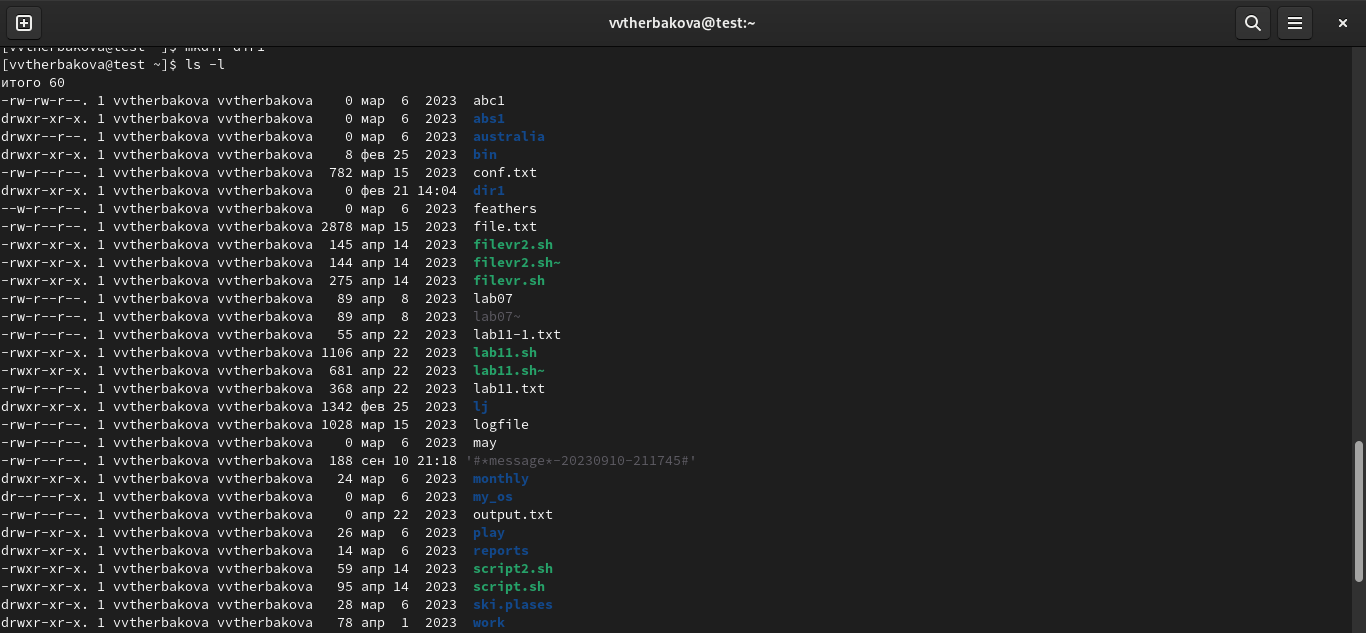 vvtherbakova@test:~
[vvtherbakova@test ~]$ mkdir dir1
[vvtherbakova@test ~]$ ls -l
итого 60
-rw-rw-r--. 1 vvtherbakova vvtherbakova    0 мар  6  2023  abc1
drwxr-xr-x. 1 vvtherbakova vvtherbakova    0 мар  6  2023  abs1
drwxr--r--. 1 vvtherbakova vvtherbakova    0 мар  6  2023  australia
drwxr-xr-x. 1 vvtherbakova vvtherbakova    8 фев 25  2023  bin
-rw-r--r--. 1 vvtherbakova vvtherbakova  782 мар 15  2023  conf.txt
drwxr-xr-x. 1 vvtherbakova vvtherbakova    0 фев 21 14:04  dir1
--w-r--r--. 1 vvtherbakova vvtherbakova    0 мар  6  2023  feathers
-rw-r--r--. 1 vvtherbakova vvtherbakova 2878 мар 15  2023  file.txt
-rwxr-xr-x. 1 vvtherbakova vvtherbakova  145 апр 14  2023  filevr2.sh
-rwxr-xr-x. 1 vvtherbakova vvtherbakova  144 апр 14  2023  filevr2.sh~
-rwxr-xr-x. 1 vvtherbakova vvtherbakova  275 апр 14  2023  filevr.sh
-rw-r--r--. 1 vvtherbakova vvtherbakova   89 апр  8  2023  lab07
-rw-r--r--. 1 vvtherbakova vvtherbakova   89 апр  8  2023  lab07~
-rw-r--r--. 1 vvtherbakova vvtherbakova   55 апр 22  2023  lab11-1.txt
-rwxr-xr-x. 1 vvtherbakova vvtherbakova 1106 апр 22  2023  lab11.sh
-rwxr-xr-x. 1 vvtherbakova vvtherbakova  681 апр 22  2023  lab11.sh~
-rw-r--r--. 1 vvtherbakova vvtherbakova  368 апр 22  2023  lab11.txt
drwxr-xr-x. 1 vvtherbakova vvtherbakova 1342 фев 25  2023  lj
-rw-r--r--. 1 vvtherbakova vvtherbakova 1028 мар 15  2023  logfile
-rw-r--r--. 1 vvtherbakova vvtherbakova    0 мар  6  2023  may
-rw-r--r--. 1 vvtherbakova vvtherbakova  188 сен 10 21:18 '#*message*-20230910-211745#'
drwxr-xr-x. 1 vvtherbakova vvtherbakova   24 мар  6  2023  monthly
dr--r--r-x. 1 vvtherbakova vvtherbakova    0 мар  6  2023  my_os
-rw-r--r--. 1 vvtherbakova vvtherbakova    0 апр 22  2023  output.txt
drw-r-xr-x. 1 vvtherbakova vvtherbakova   26 мар  6  2023  play
drwxr-xr-x. 1 vvtherbakova vvtherbakova   14 мар  6  2023  reports
-rwxr-xr-x. 1 vvtherbakova vvtherbakova   59 апр 14  2023  script2.sh
-rwxr-xr-x. 1 vvtherbakova vvtherbakova   95 апр 14  2023  script.sh
drwxr-xr-x. 1 vvtherbakova vvtherbakova   28 мар  6  2023  ski.plases
drwxr-xr-x. 1 vvtherbakova vvtherbakova   78 апр  1  2023  work